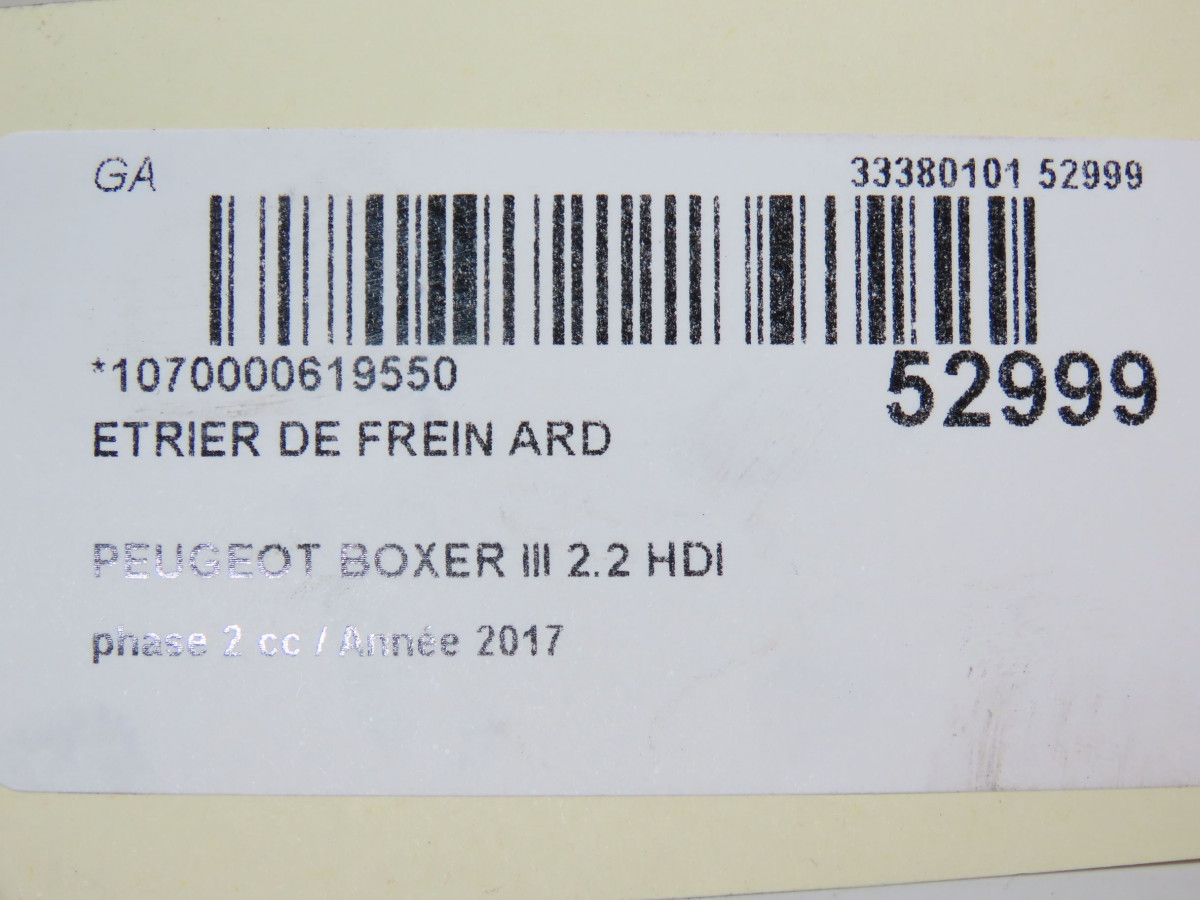 GA 33380101 52999
*1070000619550
52999
ETRIER DE FREIN ARD
PEUGEOT BOXER III 2.2 HDI
phase 2 cc / Année 2017